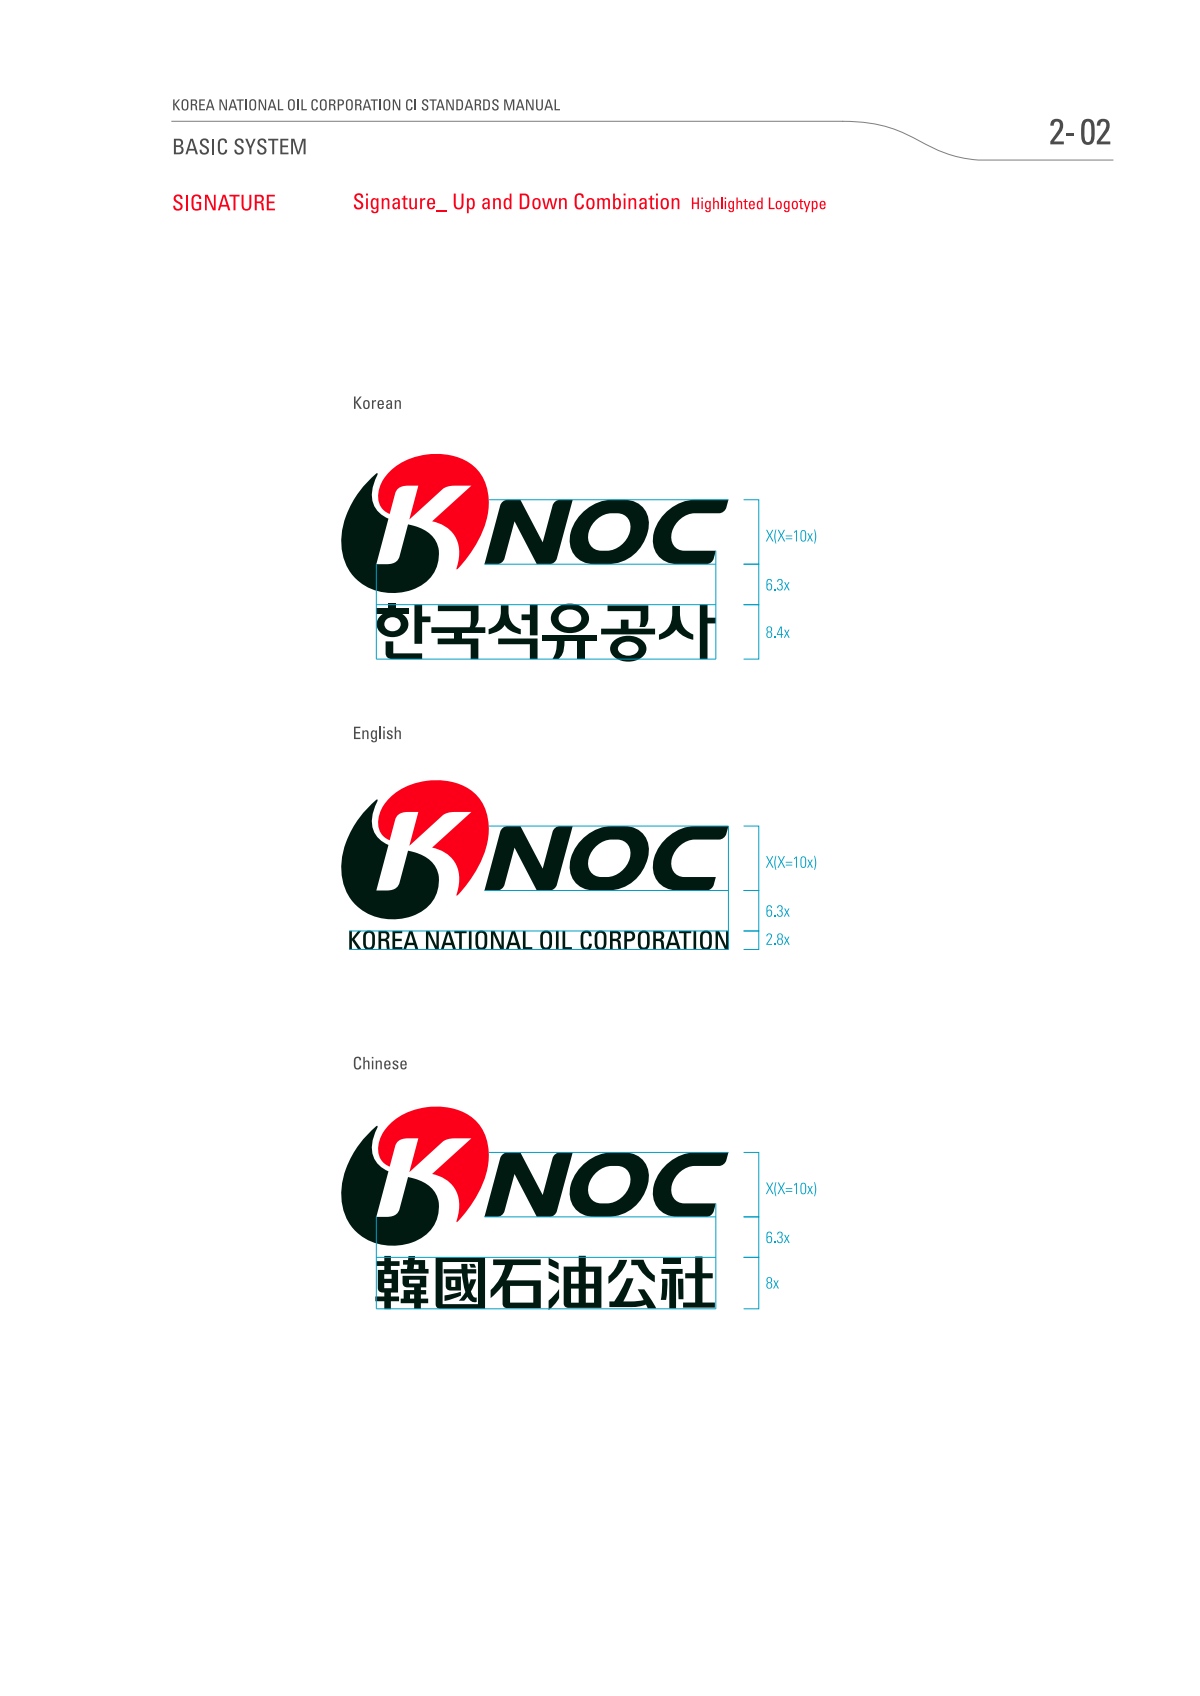 KOREA NATIONAL OIL CORPORATION CI STANDARDS MANUAL
2-02
BASIC SYSTEM
SIGNATURE
Signature_ Up and Down Combination Highlighted Logotype
Korean
KNOC
X(X=10x)
6.3x
한국석유공사
8.4x
English
KNOC
X(X=10x)
6.3x
KOREA NATIONAL OIL CORPORATION
2.8x
Chinese
KNOC
X(X=10x)
6.3x
韓國石油公社
8x